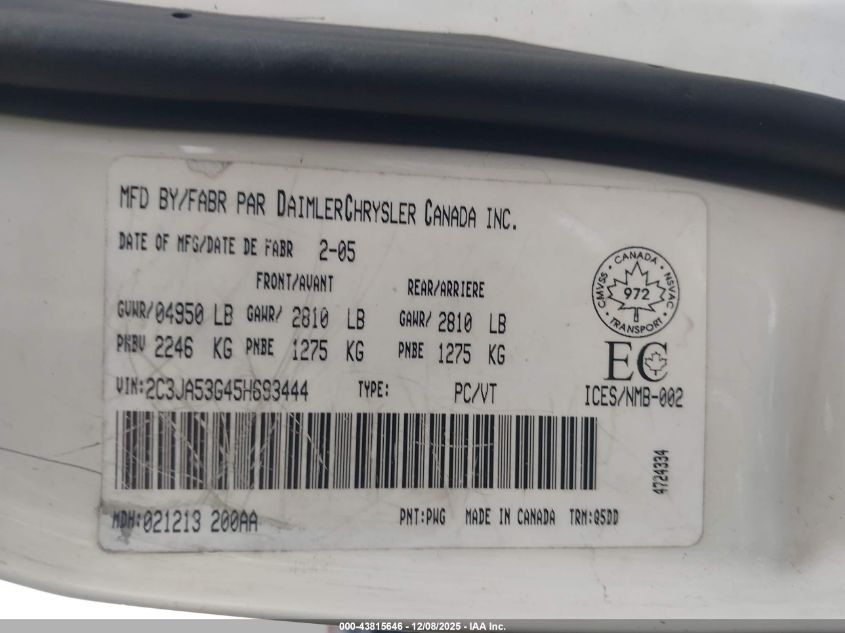 MFD BY/FABR PAR DAIMLERCHRYSLER CANADA INC.
DATE OF MFG/DATE DE FABR 2-05
FRONT/AVANT REAR/ARRIERE
GVWR/04950 LB GAWR/ 2810 LB GAWR/ 2810 LB
PNBV 2246 KG PNBE 1275 KG PNBE 1275 KG
VIN:2C3JA53G45H693444 TYPE: PC/VT
CANADA
CMVSS NSVAC
972
TRANSPORT
EC
ICES/NMB-002
4724334
MDH:021213 200AA PNT:PWG MADE IN CANADA TRM:Q5DD
000-43815646 - 12/08/2025 - IAA Inc.